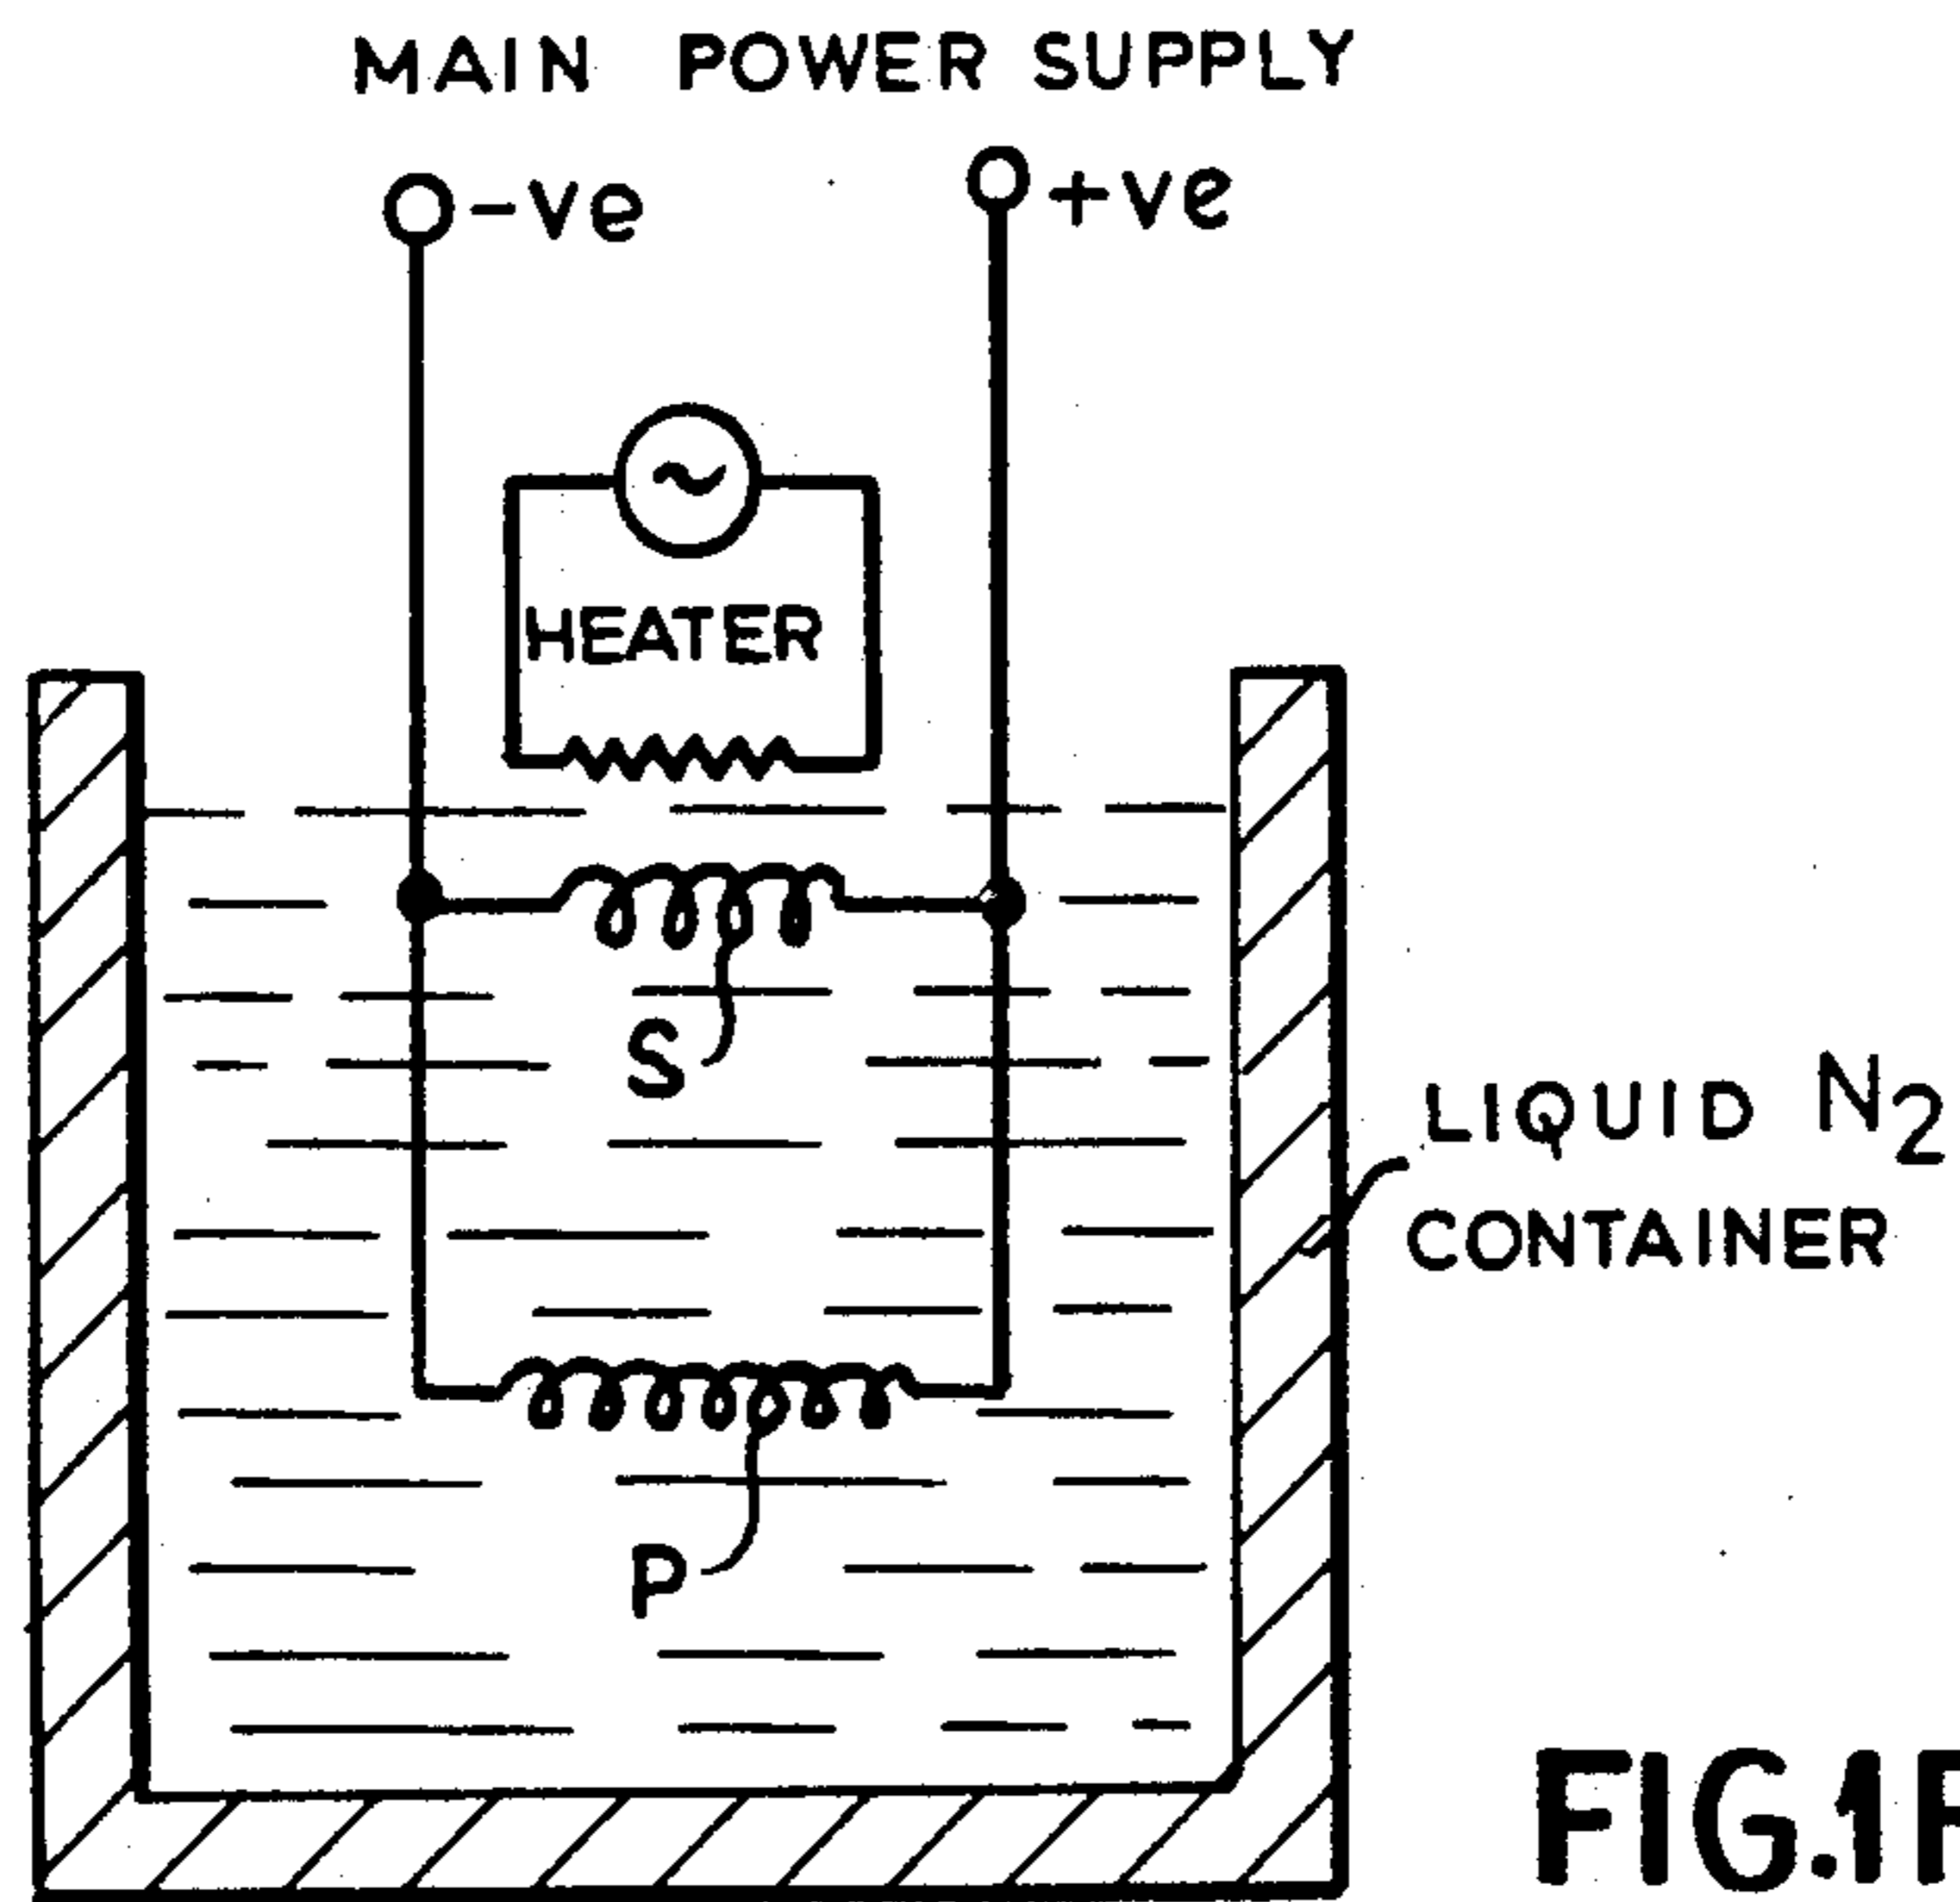 MAIN POWER SUPPLY
-ve +ve
HEATER
S
LIQUID N2
CONTAINER
P